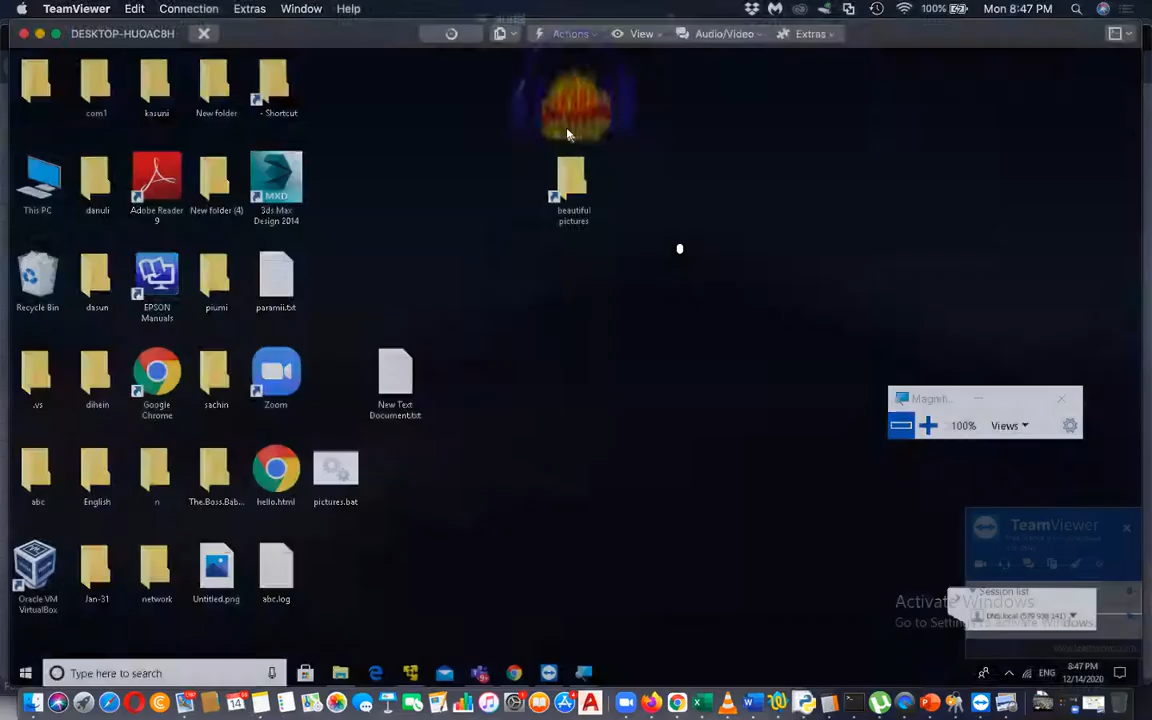 TeamViewer Edit Connection Extras Window Help 100% Mon 8:47 PM
DESKTOP-HUOAC8H Actions View Audio/Video Extras
com1 kasuni New folder - Shortcut
This PC danuli Adobe Reader 9 New folder (4) MXD 3ds Max Design 2014 beautiful pictures
Recycle Bin dasun EPSON Manuals piumi paramii.txt
.vs dihein Google Chrome sachin Zoom New Text Document.txt
Magnifi...
100% Views
abc English n The.Boss.Bab... hello.html pictures.bat
TeamViewer
Oracle VM VirtualBox Jan-31 network Untitled.png abc.log
Session list
Activate Windows
Go to Settings to activate Windows.
Type here to search
ENG 8:47 PM
12/14/2020